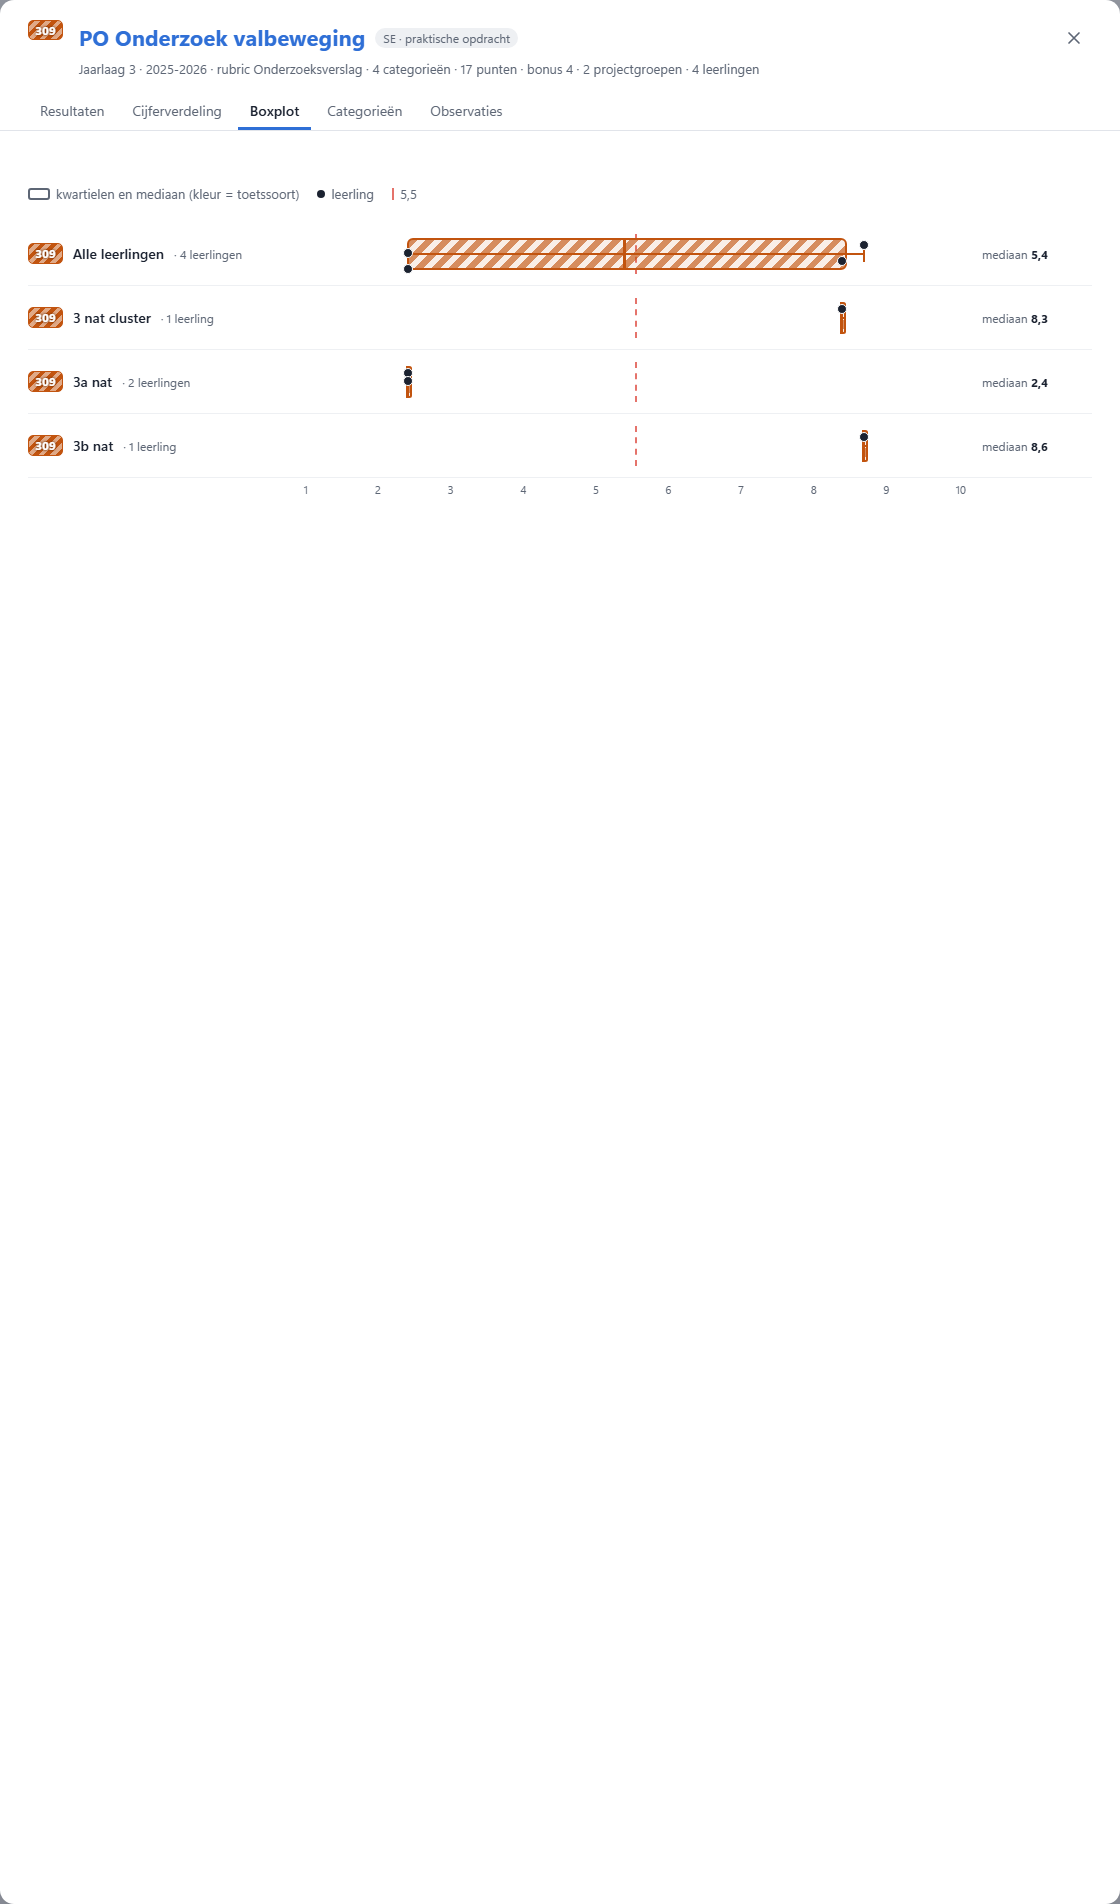 309 PO Onderzoek valbeweging SE · praktische opdracht
Jaarlaag 3 · 2025-2026 · rubric Onderzoeksverslag · 4 categorieën · 17 punten · bonus 4 · 2 projectgroepen · 4 leerlingen
Resultaten Cijferverdeling Boxplot Categorieën Observaties
kwartielen en mediaan (kleur = toetssoort) leerling 5,5
309 Alle leerlingen · 4 leerlingen mediaan 5,4
309 3 nat cluster · 1 leerling mediaan 8,3
309 3a nat · 2 leerlingen mediaan 2,4
309 3b nat · 1 leerling mediaan 8,6
1 2 3 4 5 6 7 8 9 10